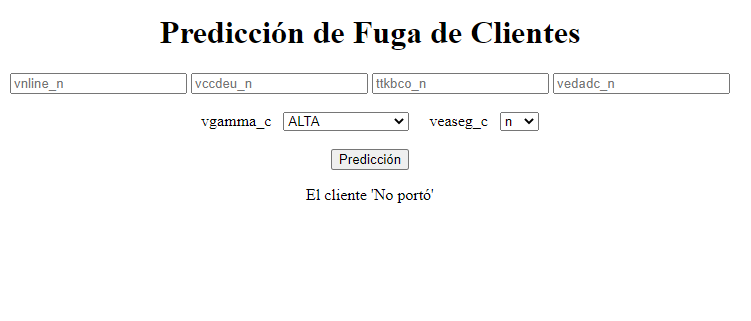 Predicción de Fuga de Clientes
vnline_n vccdeu_n ttkbco_n vedadc_n
vgamma_c ALTA veaseg_c n
Predicción
El cliente 'No portó'